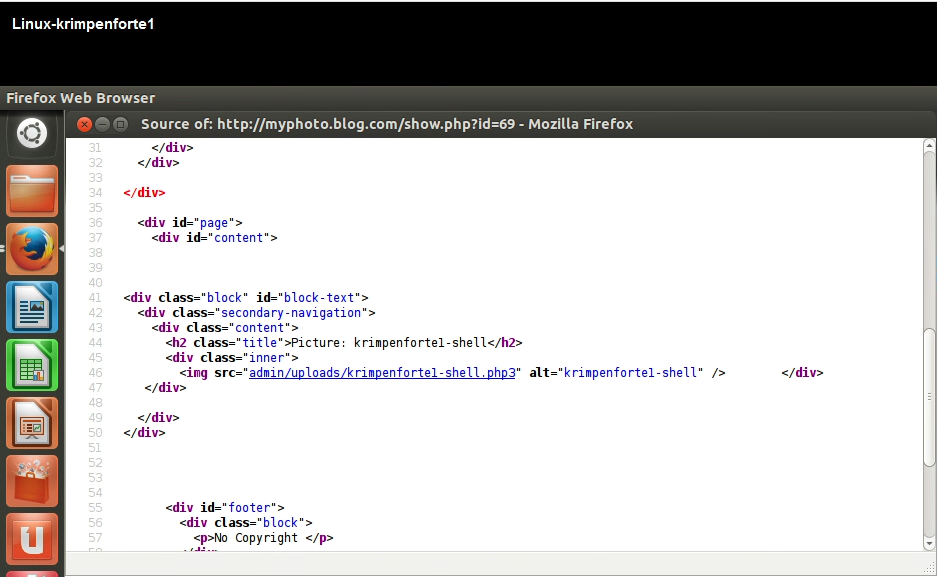 Linux-krimpenforte1
Firefox Web Browser
Source of: http://myphoto.blog.com/show.php?id=69 - Mozilla Firefox
31 </div>
32 </div>
33
34 </div>
35
36 <div id="page">
37 <div id="content">
38
39
40
41 <div class="block" id="block-text">
42 <div class="secondary-navigation">
43 <div class="content">
44 <h2 class="title">Picture: krimpenforte1-shell</h2>
45 <div class="inner">
46 <img src="admin/uploads/krimpenforte1-shell.php3" alt="krimpenforte1-shell" /> </div>
47 </div>
48
49 </div>
50 </div>
51
52
53
54
55 <div id="footer">
56 <div class="block">
57 <p>No Copyright </p>
58 </div>